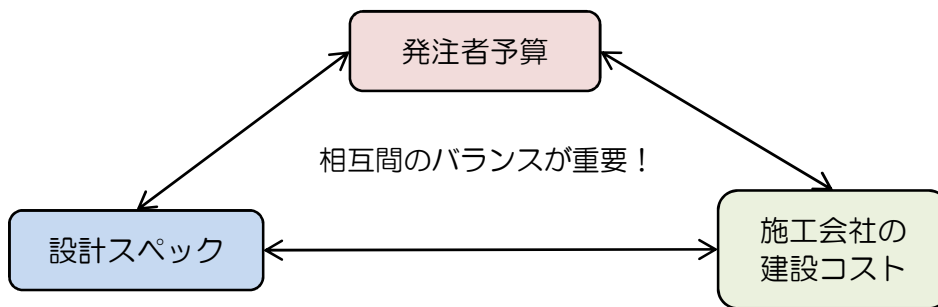 発注者予算
相互間のバランスが重要！
設計スペック
施工会社の
建設コスト